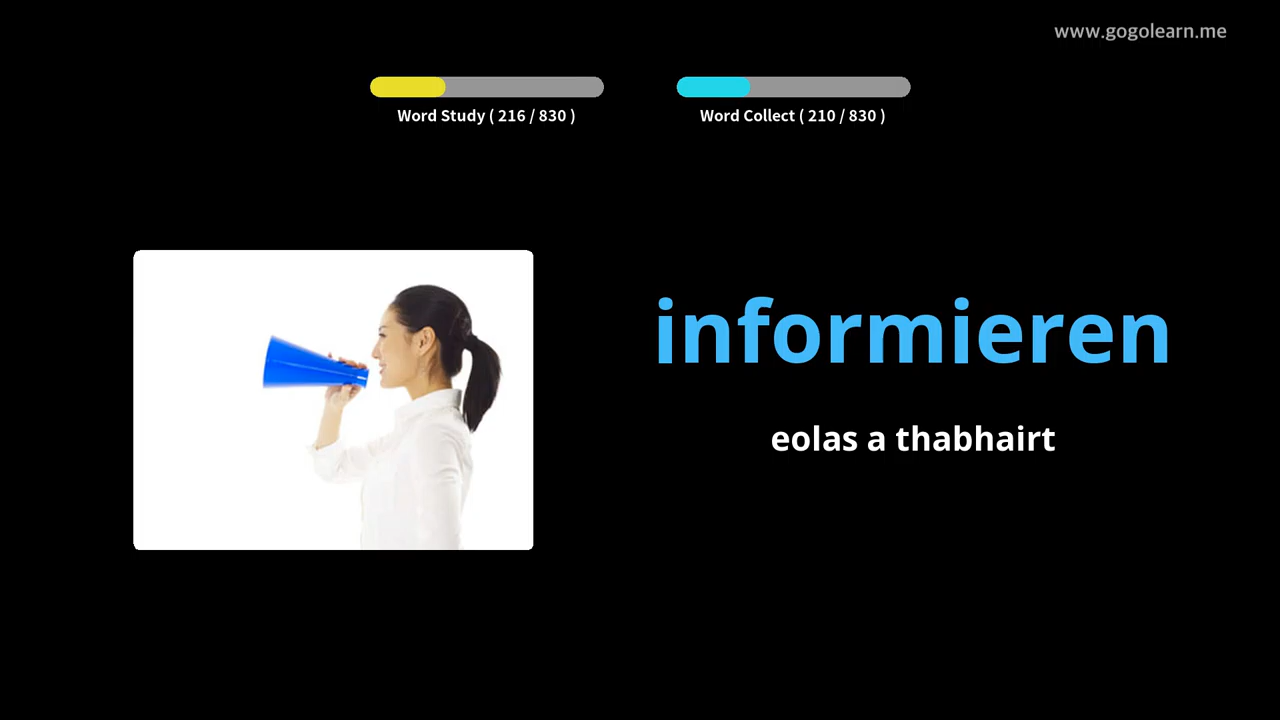 www.gogolearn.me
Word Study ( 216 / 830 )
Word Collect ( 210 / 830 )
informieren
eolas a thabhairt